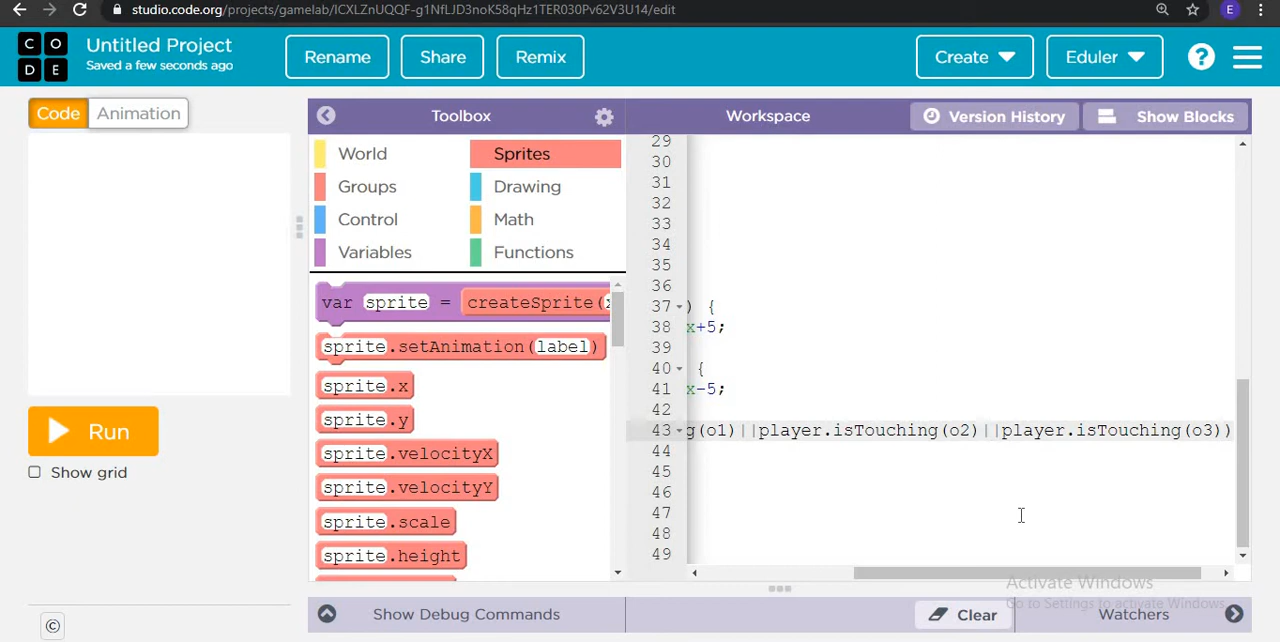 studio.code.org/projects/gamelab/ICXLZnUQQF-g1NfLJD3noK58qHz1TER030Pv62V3U14/edit
E
C O D E
Untitled Project
Saved a few seconds ago
Rename
Share
Remix
Create
Eduler
?
Code
Animation
Toolbox
Workspace
Version History
Show Blocks
World
Sprites
Groups
Drawing
Control
Math
Variables
Functions
var sprite = createSprite(x
sprite.setAnimation(label)
sprite.x
sprite.y
sprite.velocityX
sprite.velocityY
sprite.scale
sprite.height
29
30
31
32
33
34
35
36
37 ) {
38 x+5;
39
40 {
41 x-5;
42
43 g(o1)||player.isTouching(o2)||player.isTouching(o3))
44
45
46
47
48
49
Run
Show grid
Activate Windows
Go to Settings to activate Windows.
©
Show Debug Commands
Clear
Watchers